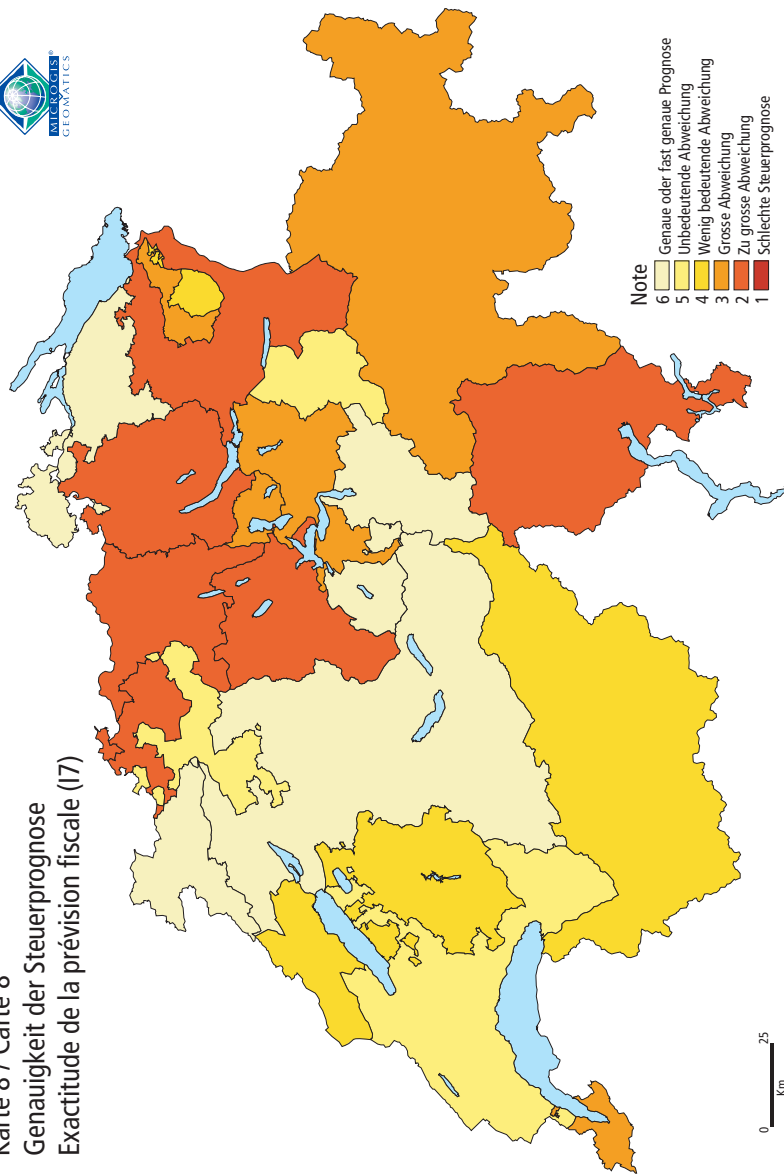 Karte 8 / Carte 8
Genauigkeit der Steuerprognose
Exactitude de la prévision fiscale (I7)
MICROGIS®
GEOMATICS
Note
6 Genaue oder fast genaue Prognose
5 Unbedeutende Abweichung
4 Wenig bedeutende Abweichung
3 Grosse Abweichung
2 Zu grosse Abweichung
1 Schlechte Steuerprognose
0 25
Km